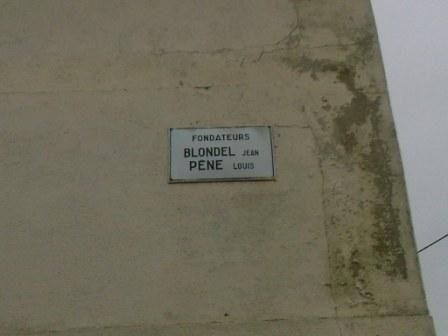 FONDATEURS
BLONDEL JEAN
PÈNE LOUIS